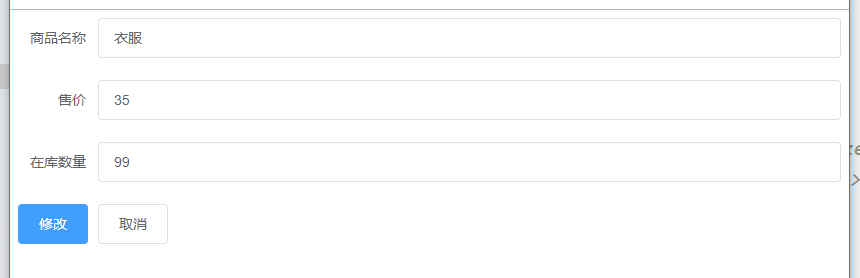 商品名称 衣服
售价 35
在库数量 99
修改 取消